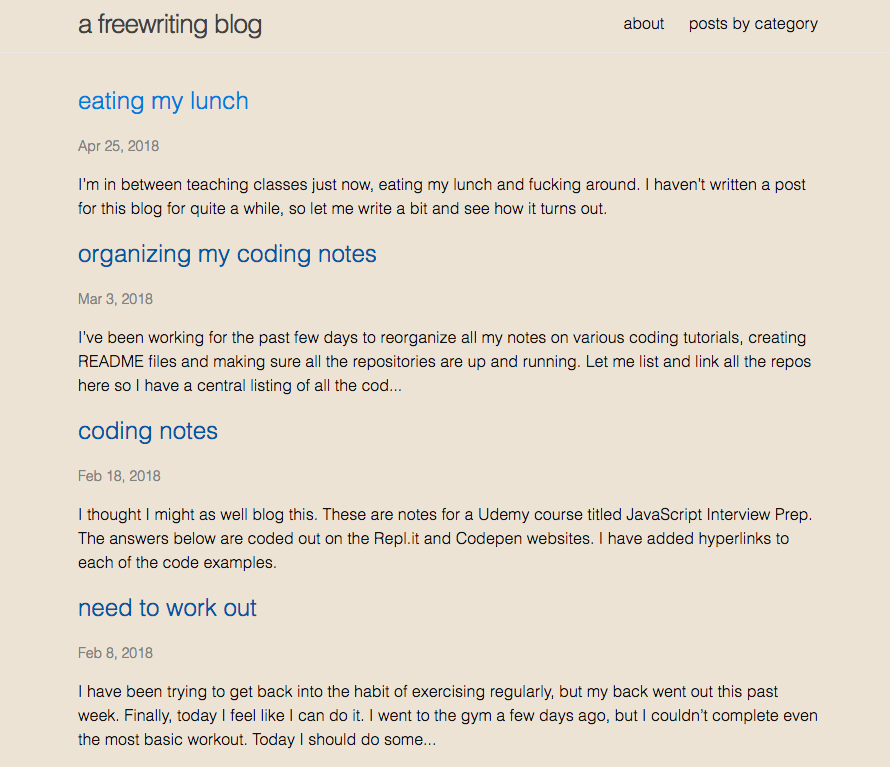 a freewriting blog
about posts by category
eating my lunch
Apr 25, 2018
I'm in between teaching classes just now, eating my lunch and fucking around. I haven't written a post
for this blog for quite a while, so let me write a bit and see how it turns out.
organizing my coding notes
Mar 3, 2018
I've been working for the past few days to reorganize all my notes on various coding tutorials, creating
README files and making sure all the repositories are up and running. Let me list and link all the repos
here so I have a central listing of all the cod...
coding notes
Feb 18, 2018
I thought I might as well blog this. These are notes for a Udemy course titled JavaScript Interview Prep.
The answers below are coded out on the Repl.it and Codepen websites. I have added hyperlinks to
each of the code examples.
need to work out
Feb 8, 2018
I have been trying to get back into the habit of exercising regularly, but my back went out this past
week. Finally, today I feel like I can do it. I went to the gym a few days ago, but I couldn't complete even
the most basic workout. Today I should do some...